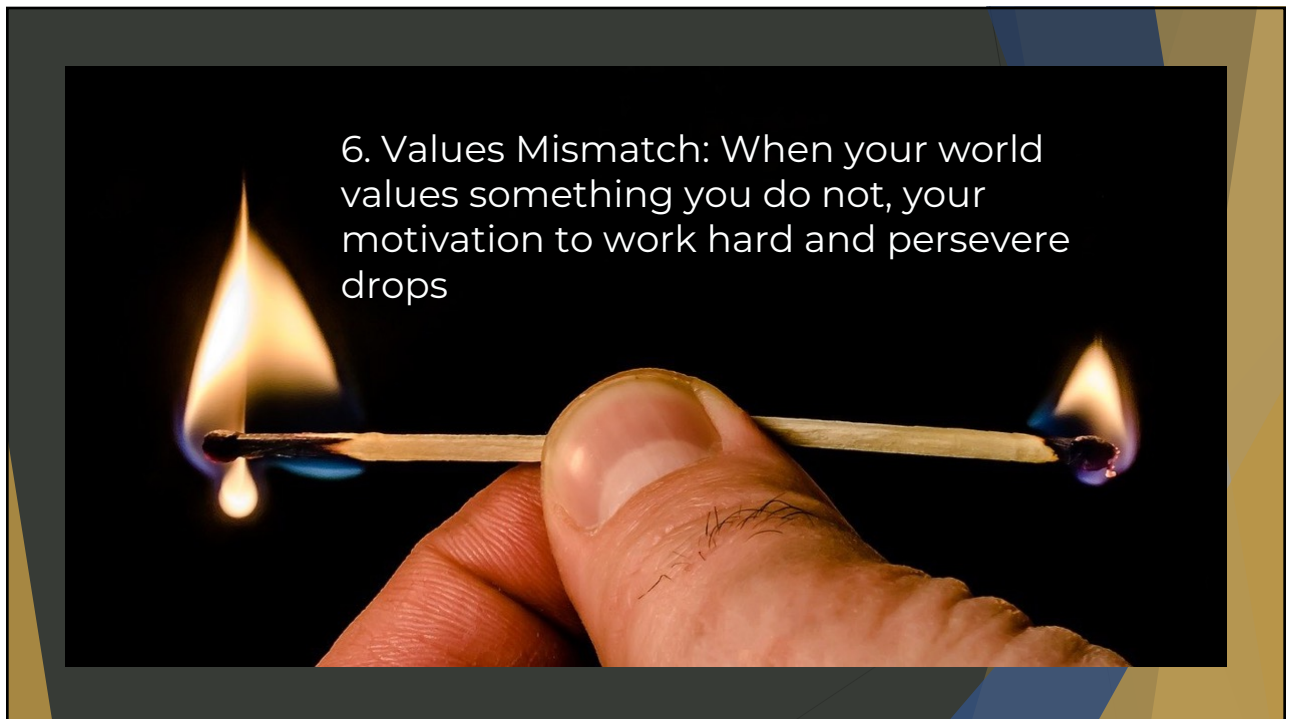 6. Values Mismatch: When your world
values something you do not, your
motivation to work hard and persevere
drops